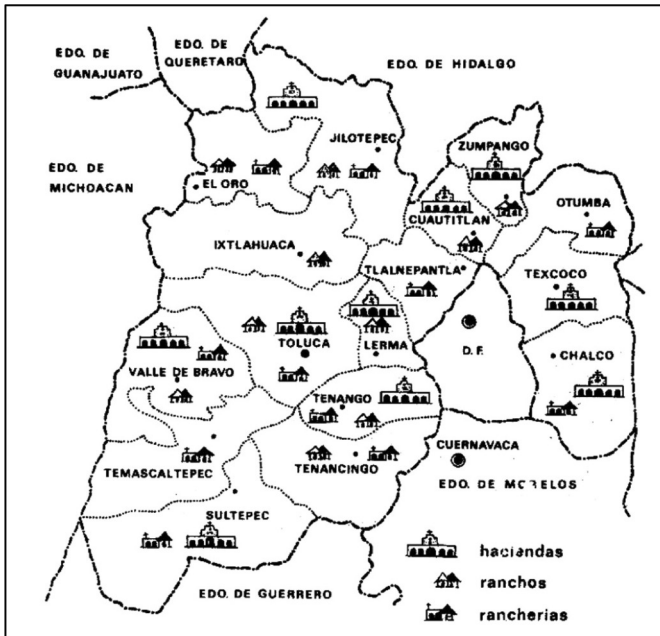 EDO. DE
GUANAJUATO
EDO. DE
QUERETARO
EDO. DE HIDALGO
JILOTEPEC
ZUMPANGO
EDO. DE
MICHOACAN
EL ORO
CUAUTITLAN
OTUMBA
IXTLAHUACA
TLALNEPANTLA
TEXCOCO
TOLUCA
LERMA
D.F.
CHALCO
VALLE DE BRAVO
TENANGO
CUERNAVACA
TEMASCALTEPEC
TENANCINGO
EDO. DE MORELOS
SULTEPEC
EDO. DE GUERRERO
haciandas
ranchos
rancherias